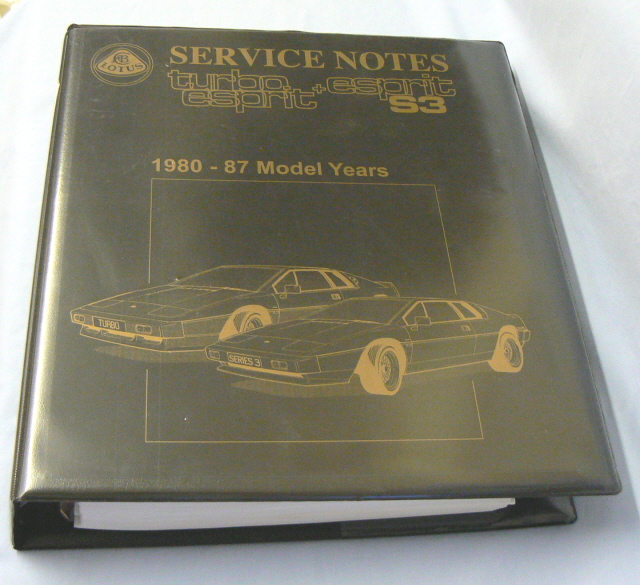 LOTUS
SERVICE NOTES
turbo esprit + esprit S3
1980 - 87 Model Years
TURBO
SERIES 3